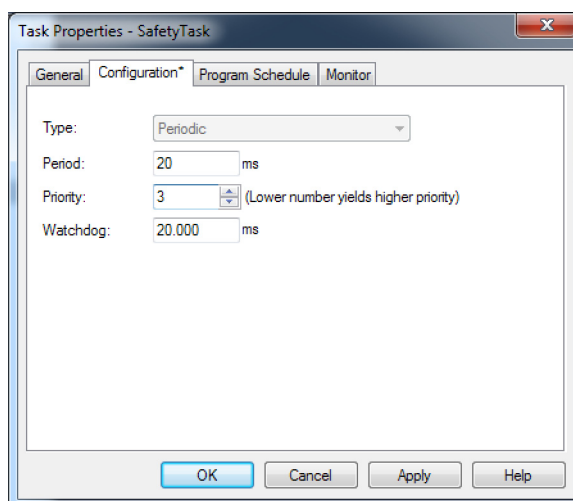 Task Properties - SafetyTask
General Configuration* Program Schedule Monitor
Type: Periodic
Period: 20 ms
Priority: 3 (Lower number yields higher priority)
Watchdog: 20.000 ms
OK Cancel Apply Help